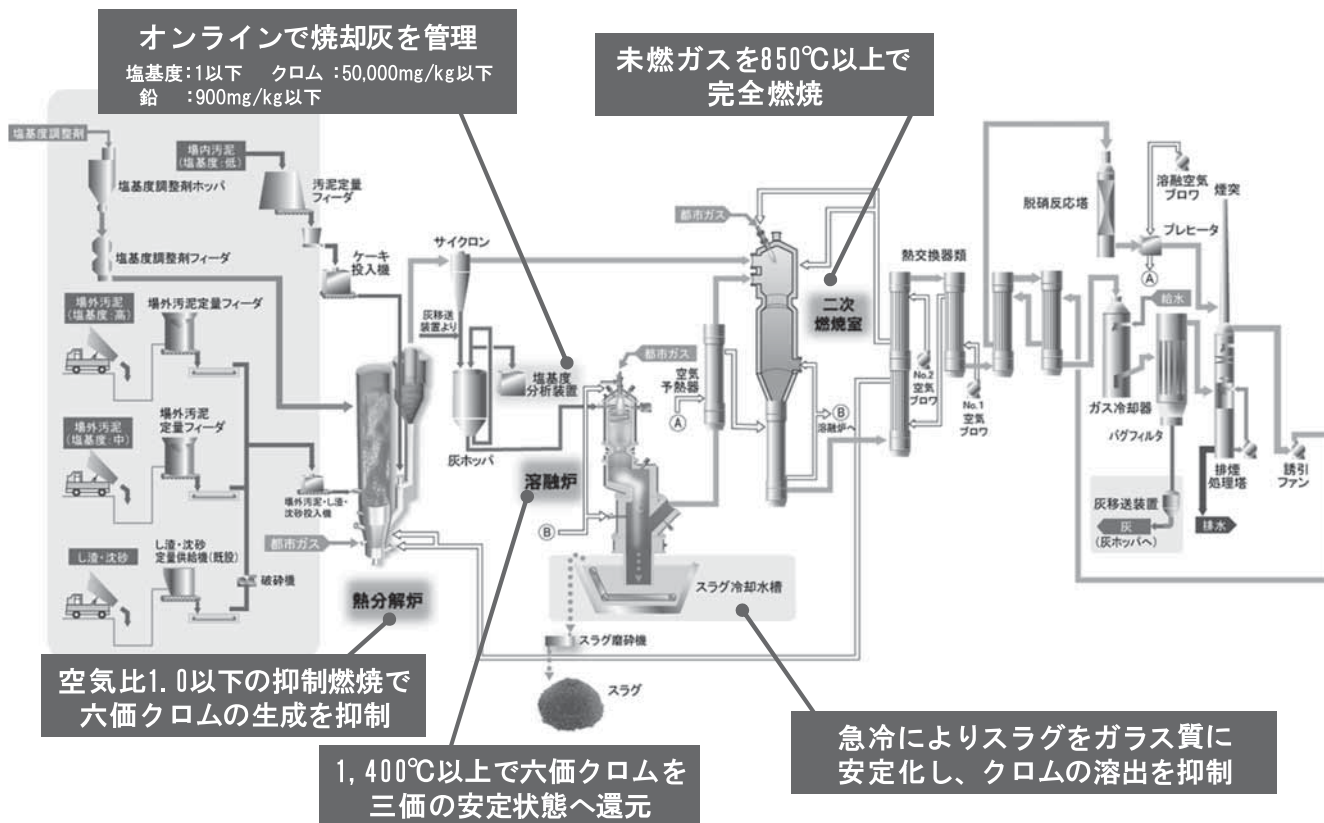 オンラインで焼却灰を管理
塩基度:1以下 クロム:50,000mg/kg以下
鉛 :900mg/kg以下
未燃ガスを850℃以上で
完全燃焼
塩基度調整剤
塩基度調整剤ホッパ
塩基度調整剤フィーダ
場内汚泥
(塩基度:低)
汚泥定量
フィーダ
ケーキ
投入機
場外汚泥
(塩基度:高)
場外汚泥定量フィーダ
場外汚泥
(塩基度:中)
場外汚泥
定量フィーダ
し渣・沈砂
し渣・沈砂
定量供給機(既設)
破砕機
場外汚泥・し渣・
沈砂投入機
都市ガス
熱分解炉
サイクロン
灰移送
装置より
灰ホッパ
塩基度
分析装置
都市ガス
溶融炉
B
空気
予熱器
A
都市ガス
二次
燃焼室
B
溶融炉へ
スラグ冷却水槽
スラグ磨砕機
スラグ
熱交換器類
No.2
空気
ブロワ
No.1
空気
ブロワ
脱硝反応塔
溶融空気
ブロワ
プレヒータ
A
煙突
給水
ガス冷却器
バグフィルタ
灰移送装置
灰
(灰ホッパへ)
排煙
処理塔
排水
誘引
ファン
空気比1.0以下の抑制燃焼で
六価クロムの生成を抑制
1,400℃以上で六価クロムを
三価の安定状態へ還元
急冷によりスラグをガラス質に
安定化し、クロムの溶出を抑制